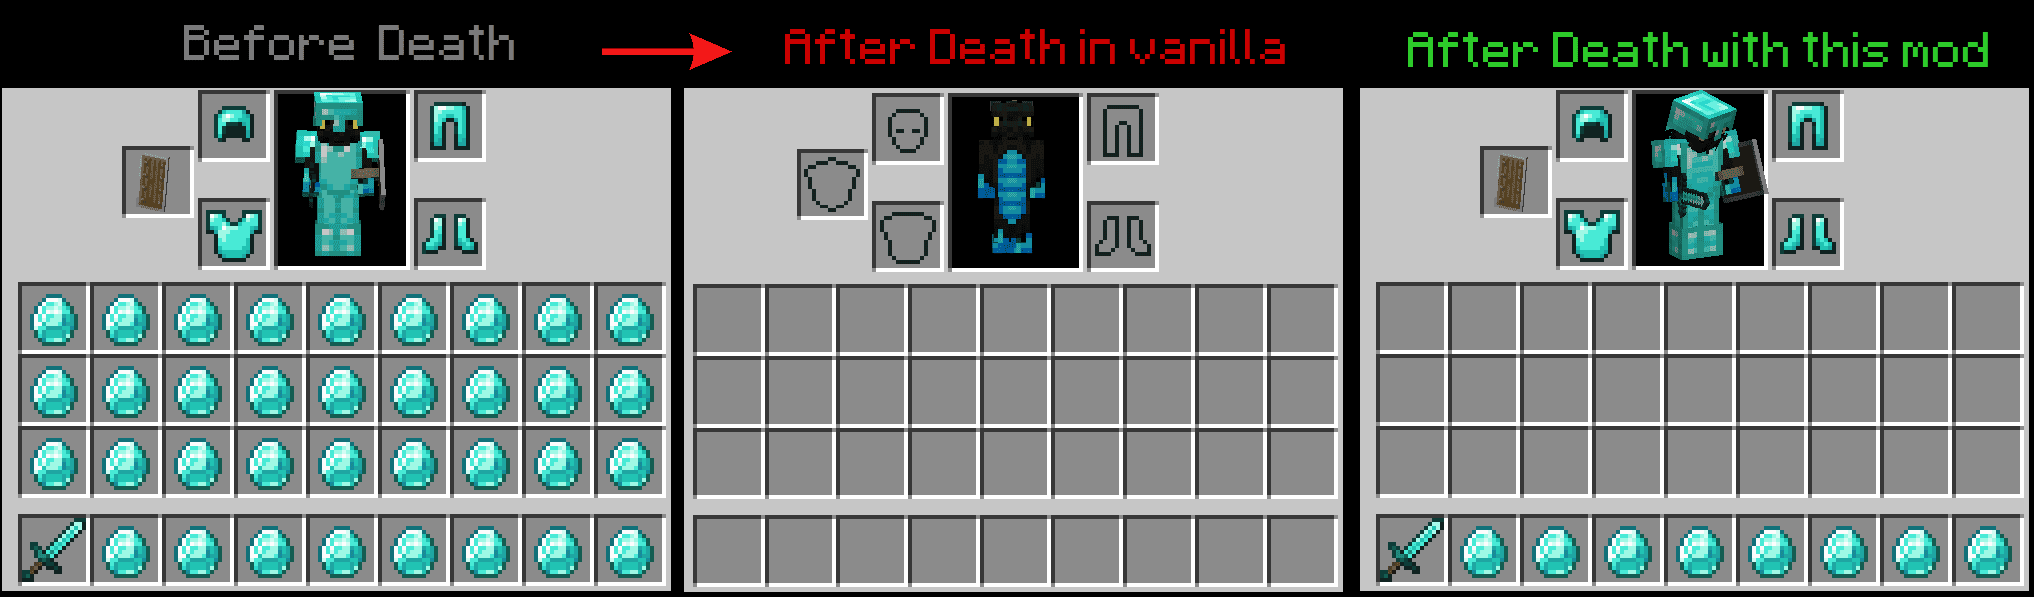 Before Death
After Death in vanilla
After Death with this mod